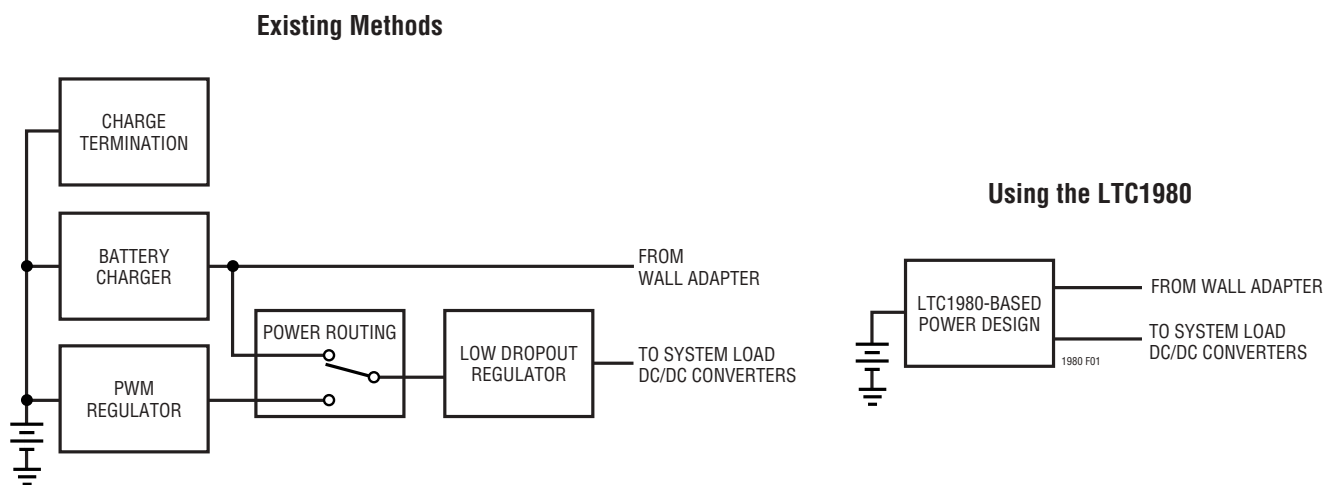 Existing Methods
CHARGE
TERMINATION
BATTERY
CHARGER
FROM
WALL ADAPTER
POWER ROUTING
LOW DROPOUT
REGULATOR
TO SYSTEM LOAD
DC/DC CONVERTERS
PWM
REGULATOR
Using the LTC1980
LTC1980-BASED
POWER DESIGN
FROM WALL ADAPTER
TO SYSTEM LOAD
DC/DC CONVERTERS
1980 F01